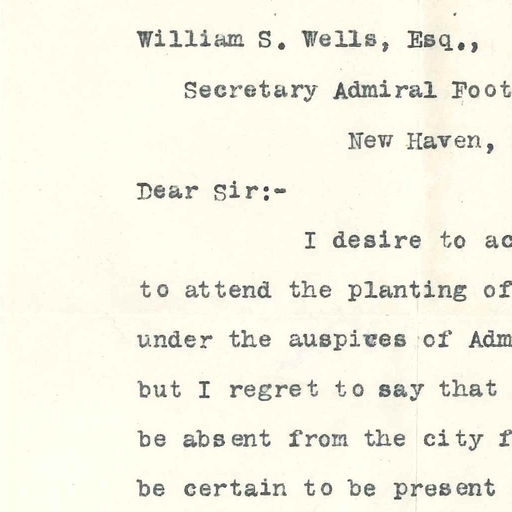 William S. Wells, Esq.,
Secretary Admiral Foot
New Haven,
Dear Sir:-
I desire to ac
to attend the planting of
under the auspices of Adm
but I regret to say that
be absent from the city f
be certain to be present